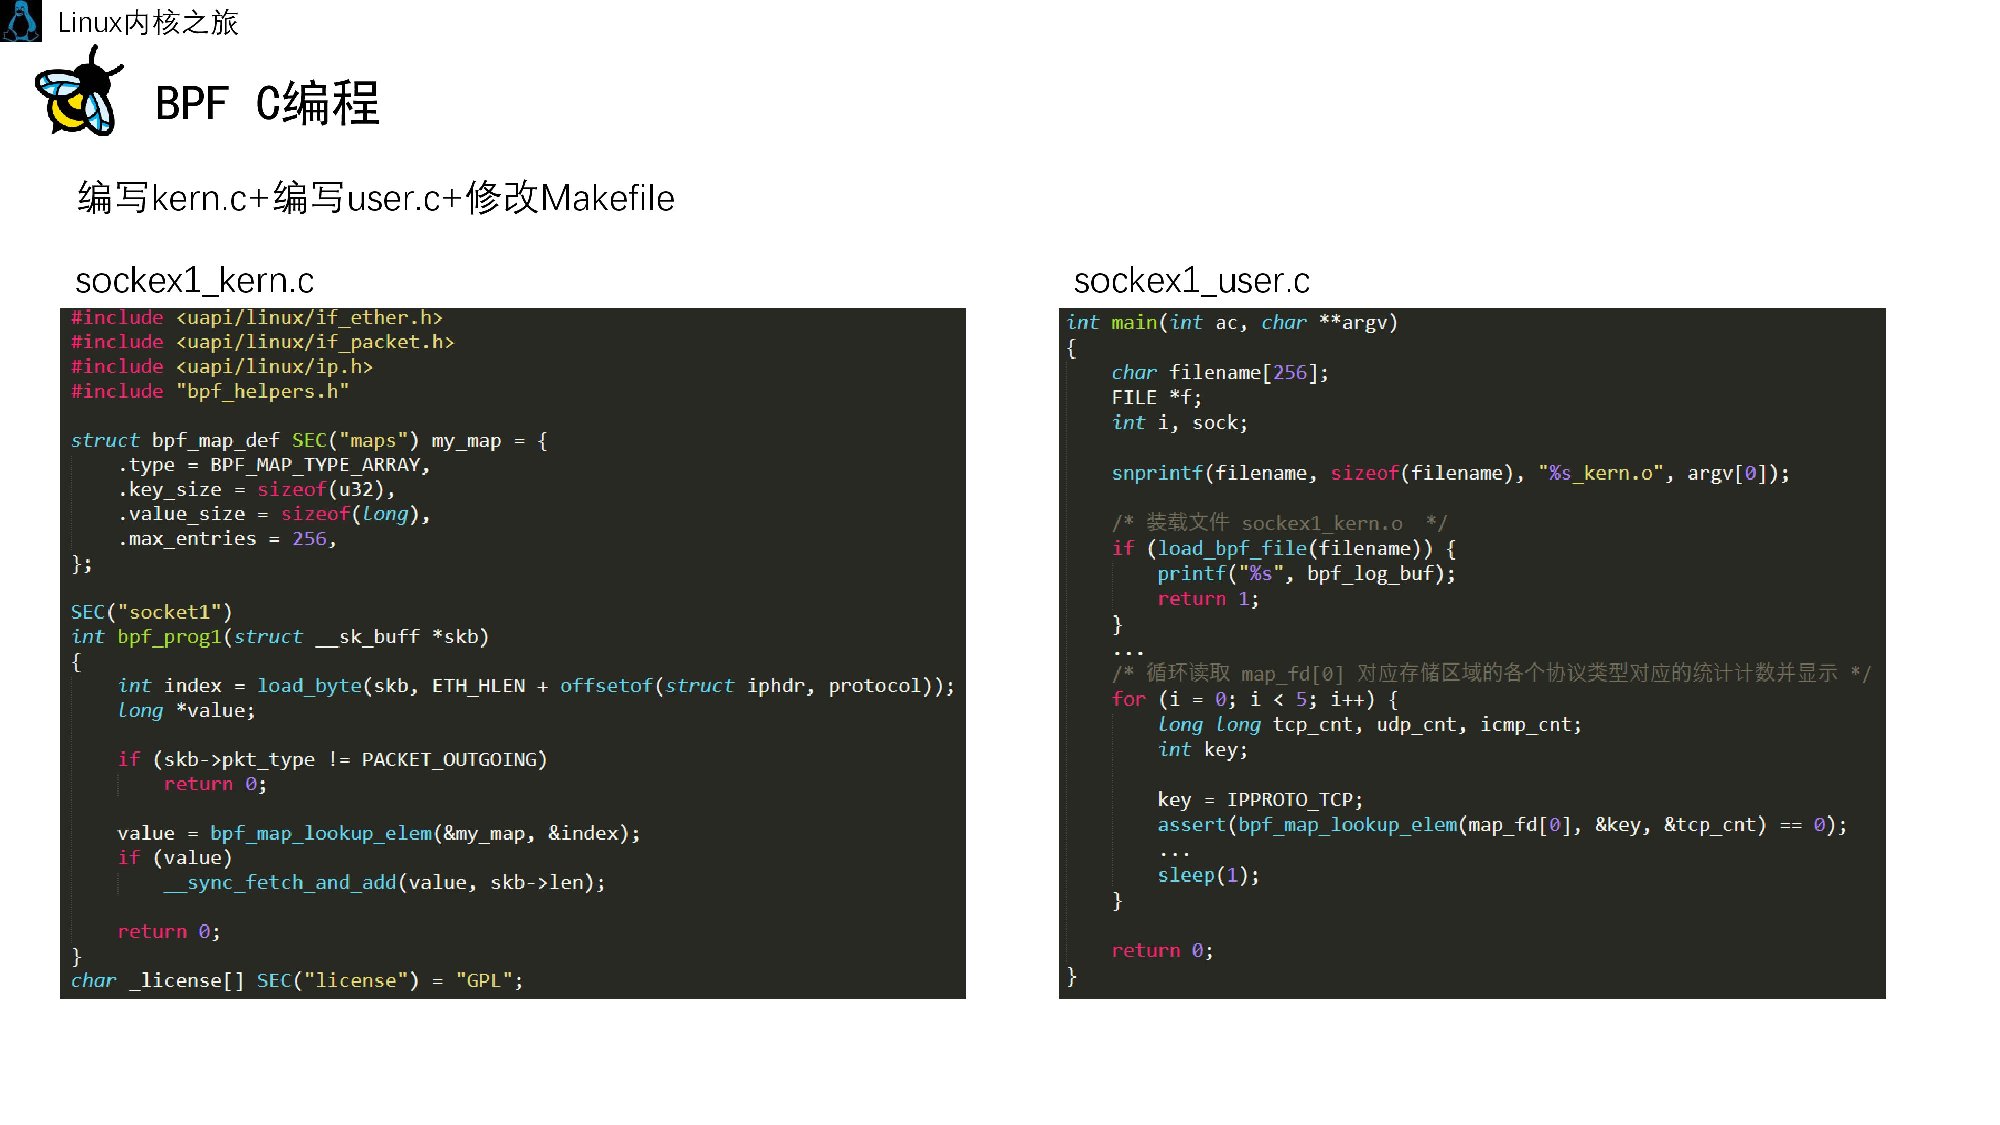 Linux内核之旅
BPF C编程
编写kern.c+编写user.c+修改Makefile
sockex1_kern.c
#include <uapi/linux/if_ether.h>
#include <uapi/linux/if_packet.h>
#include <uapi/linux/ip.h>
#include "bpf_helpers.h"
struct bpf_map_def SEC("maps") my_map = {
    .type = BPF_MAP_TYPE_ARRAY,
    .key_size = sizeof(u32),
    .value_size = sizeof(long),
    .max_entries = 256,
};
SEC("socket1")
int bpf_prog1(struct __sk_buff *skb)
{
    int index = load_byte(skb, ETH_HLEN + offsetof(struct iphdr, protocol));
    long *value;
    if (skb->pkt_type != PACKET_OUTGOING)
        return 0;
    value = bpf_map_lookup_elem(&my_map, &index);
    if (value)
        __sync_fetch_and_add(value, skb->len);
    return 0;
}
char _license[] SEC("license") = "GPL";
sockex1_user.c
int main(int ac, char **argv)
{
    char filename[256];
    FILE *f;
    int i, sock;
    snprintf(filename, sizeof(filename), "%s_kern.o", argv[0]);
    /* 装载文件 sockex1_kern.o  */
    if (load_bpf_file(filename)) {
        printf("%s", bpf_log_buf);
        return 1;
    }
    ...
    /* 循环读取 map_fd[0] 对应存储区域的各个协议类型对应的统计计数并显示 */
    for (i = 0; i < 5; i++) {
        long long tcp_cnt, udp_cnt, icmp_cnt;
        int key;
        key = IPPROTO_TCP;
        assert(bpf_map_lookup_elem(map_fd[0], &key, &tcp_cnt) == 0);
        ...
        sleep(1);
    }
    return 0;
}